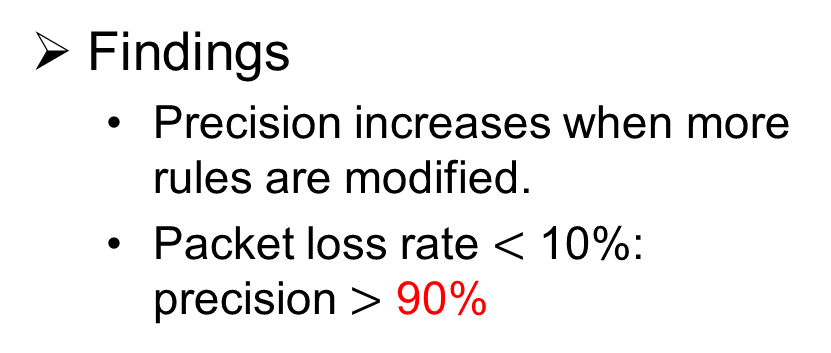 ➢ Findings
• Precision increases when more
rules are modified.
• Packet loss rate < 10%:
precision > 90%